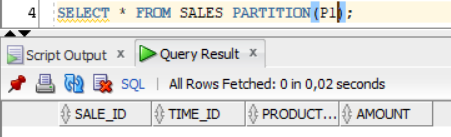 4 SELECT * FROM SALES PARTITION(P1);
Script Output x Query Result x
SQL | All Rows Fetched: 0 in 0,02 seconds
SALE_ID TIME_ID PRODUCT... AMOUNT